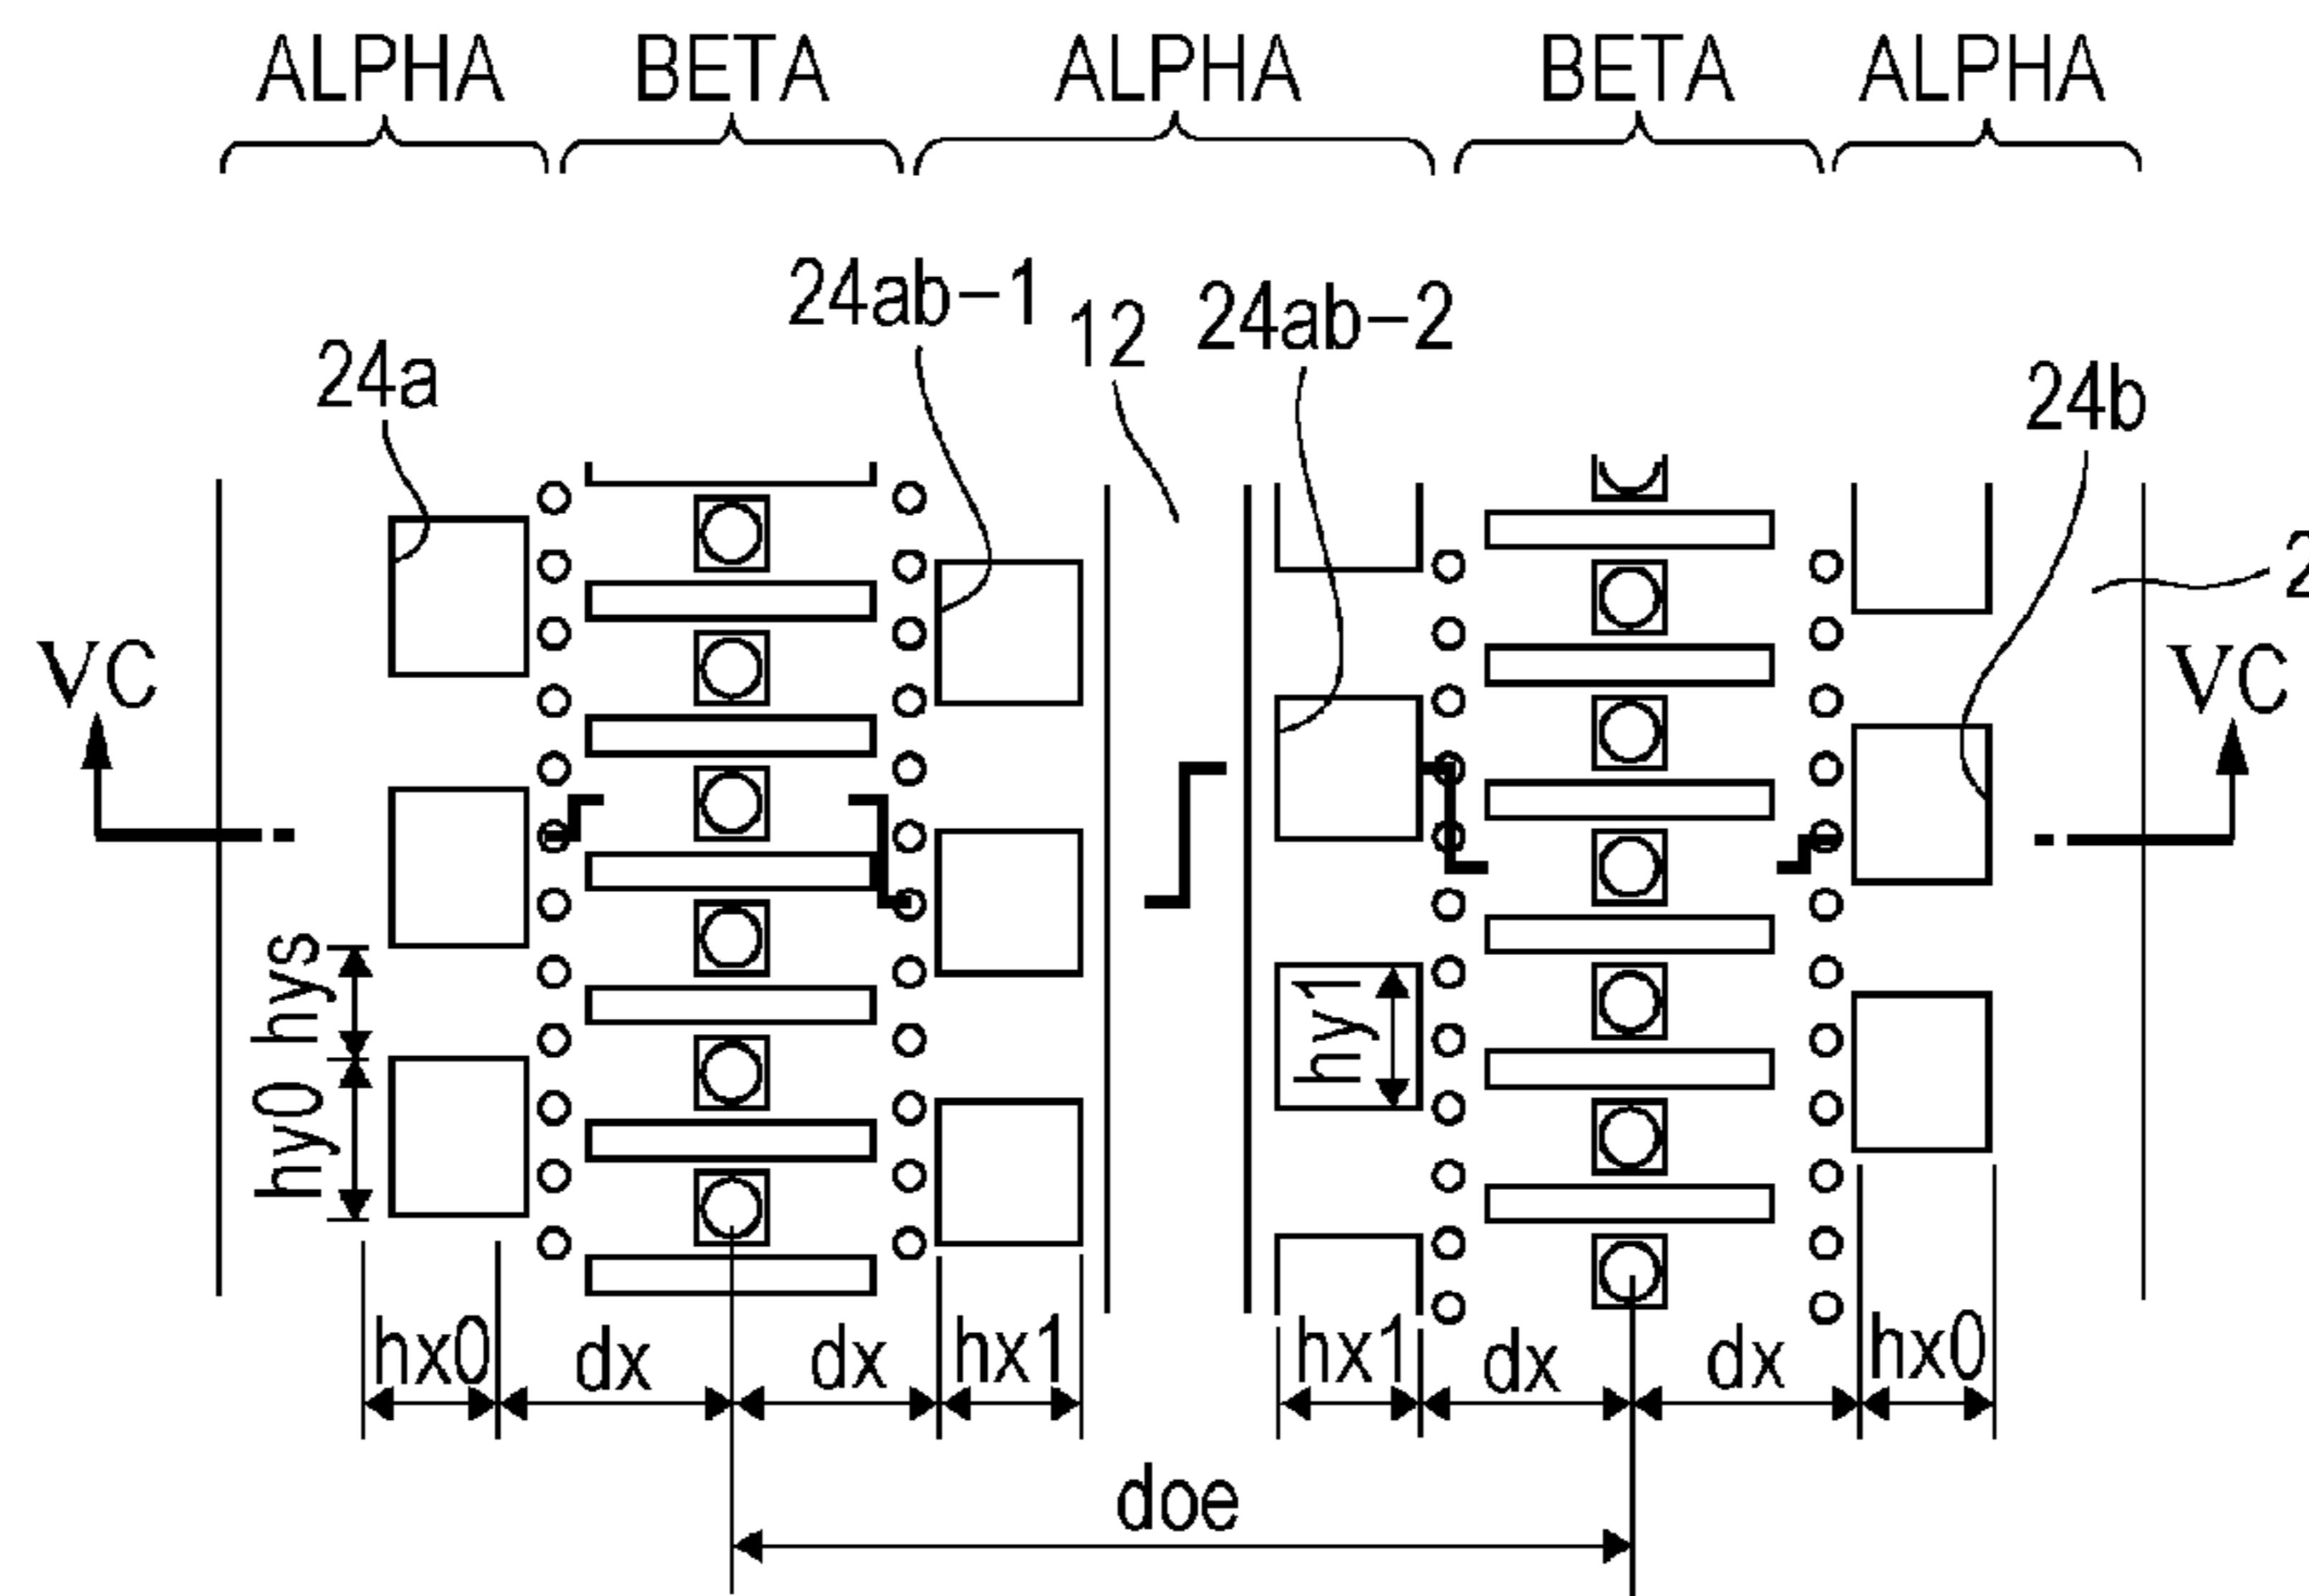 ALPHA BETA ALPHA BETA ALPHA
24ab-1
12
24ab-2
24a
24b
2
VC
VC
hys
hy0
hy1
hx0 dx dx hx1 hx1 dx dx hx0
doe